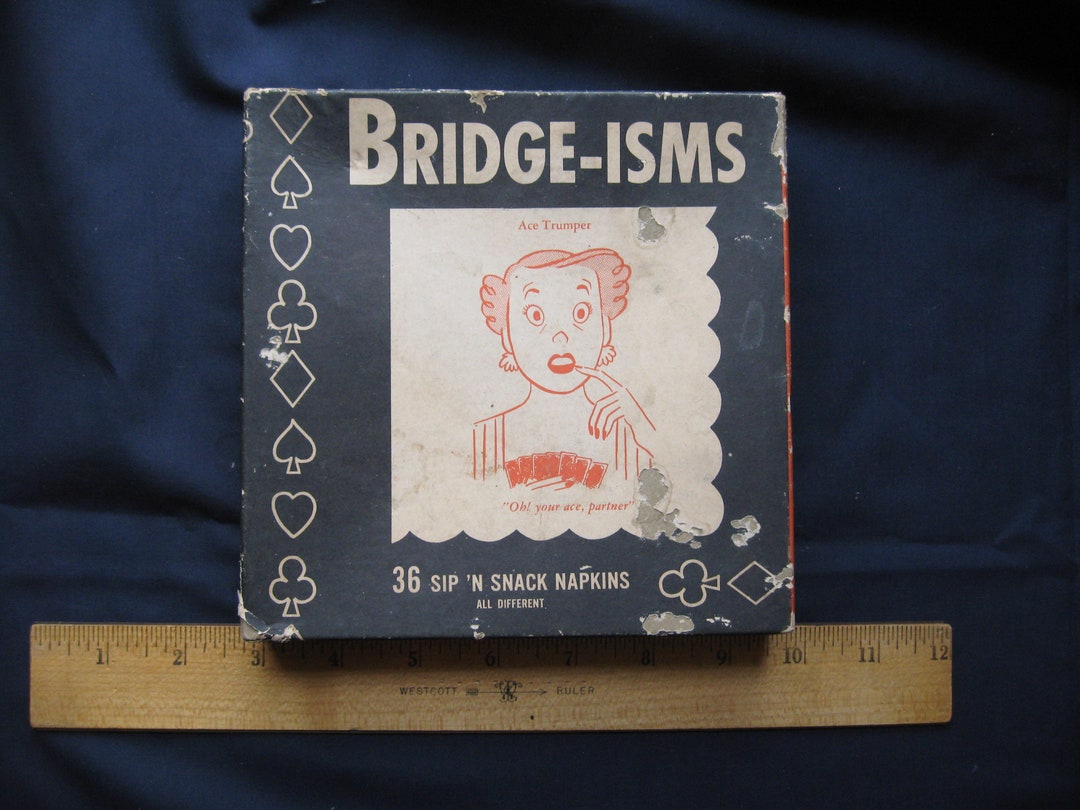 BRIDGE-ISMS
Ace Trumper
"Oh! your ace, partner"
36 SIP 'N SNACK NAPKINS
ALL DIFFERENT
1 2 3 4 5 6 7 8 9 10 11 12
WESTCOTT RULER